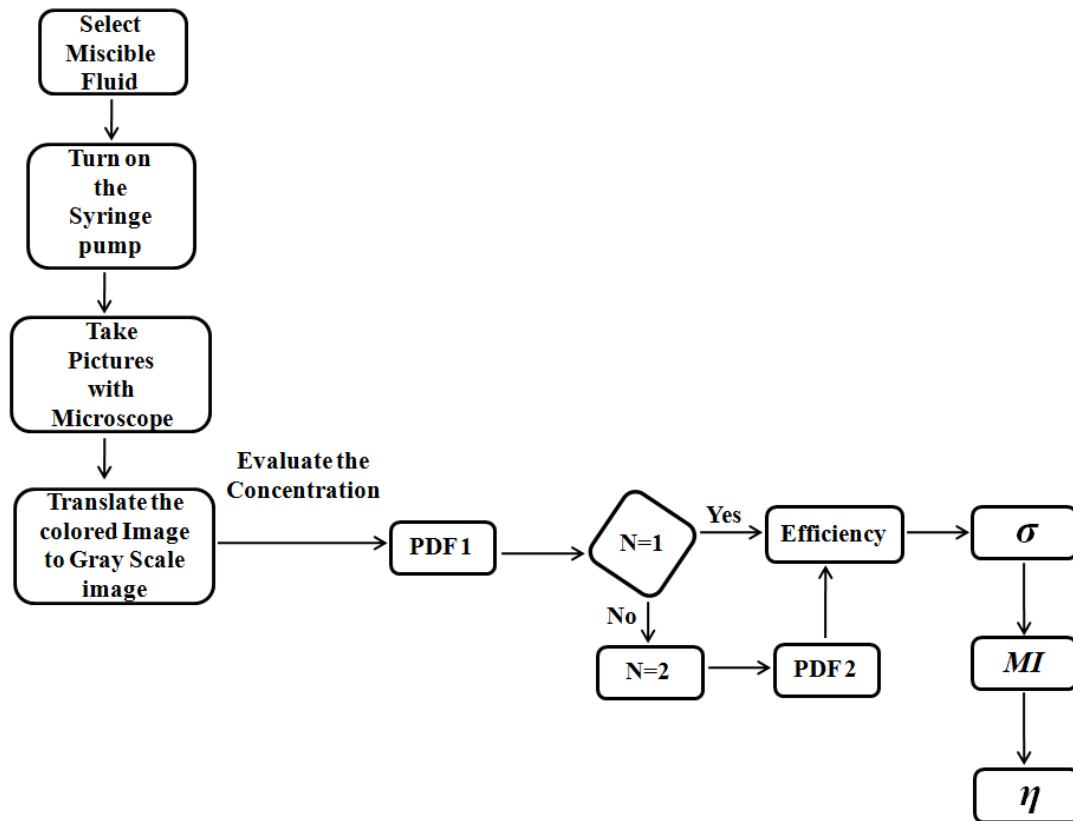 Select
Miscible
Fluid
Turn on
the
Syringe
pump
Take
Pictures
with
Microscope
Translate the
colored Image
to Gray Scale
image
Evaluate the
Concentration
PDF 1
N=1
Yes
No
N=2
PDF 2
Efficiency
σ
MI
η